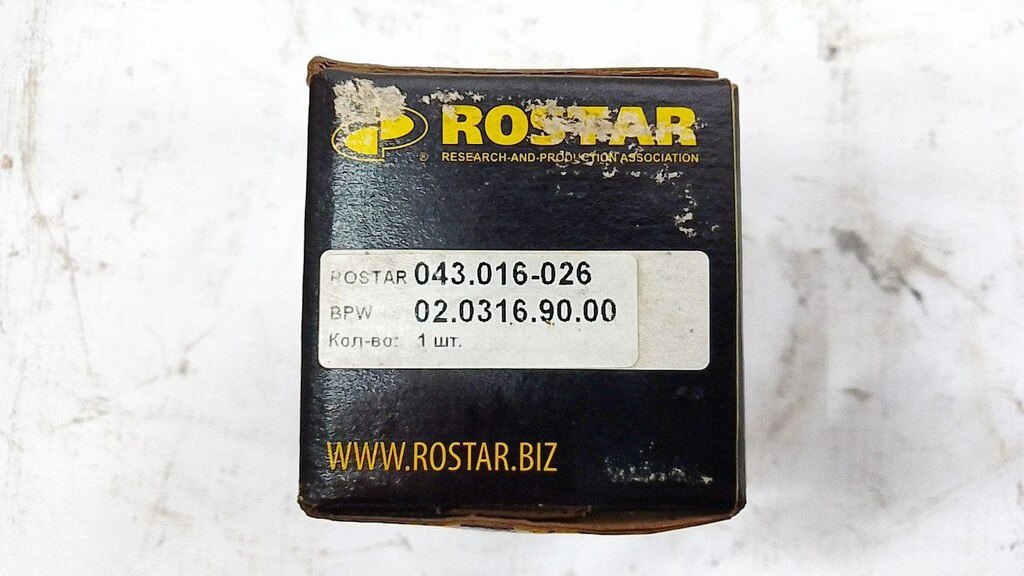 ROSTAR
® RESEARCH-AND-PRODUCTION ASSOCIATION
ROSTAR 043.016-026
BPW 02.0316.90.00
Кол-во: 1 шт.
WWW.ROSTAR.BIZ